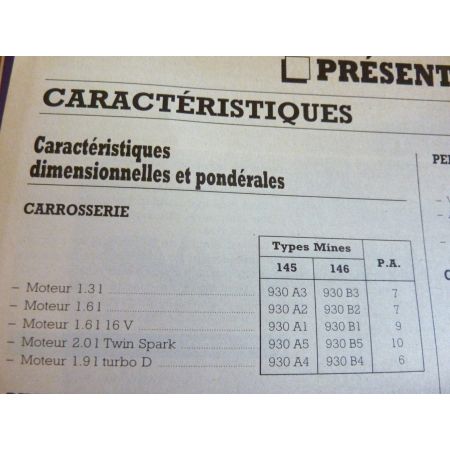 ☐ PRÉSENT
CARACTÉRISTIQUES
Caractéristiques
dimensionnelles et pondérales
PE
CARROSSERIE
Types Mines
145 146 P.A.
– Moteur 1.3 l 930 A3 930 B3 7
– Moteur 1.6 l 930 A2 930 B2 7
– Moteur 1.6 l 16 V 930 A1 930 B1 9
– Moteur 2.0 l Twin Spark 930 A5 930 B5 10
– Moteur 1.9 l turbo D 930 A4 930 B4 6